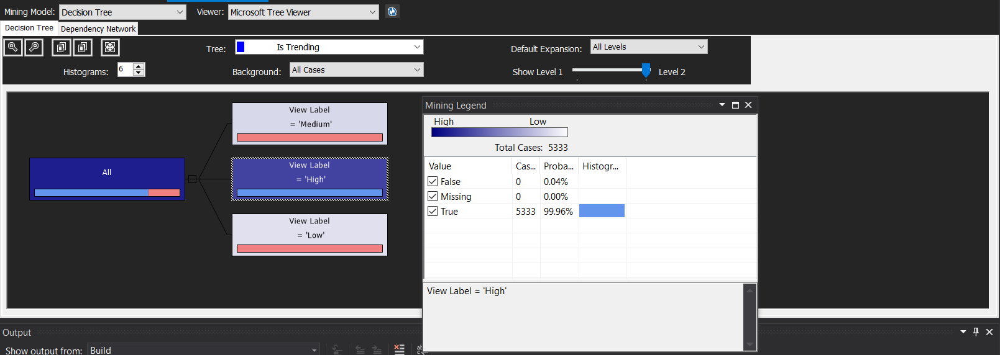 Mining Model: Decision Tree Viewer: Microsoft Tree Viewer
Decision Tree Dependency Network
Tree: Is Trending Default Expansion: All Levels
Histograms: 6 Background: All Cases Show Level 1 Level 2
View Label
= 'Medium'
All
View Label
= 'High'
View Label
= 'Low'
Mining Legend
High Low
Total Cases: 5333
Value Cas... Proba... Histogr...
False 0 0.04%
Missing 0 0.00%
True 5333 99.96%
View Label = 'High'
Output
Show output from: Build